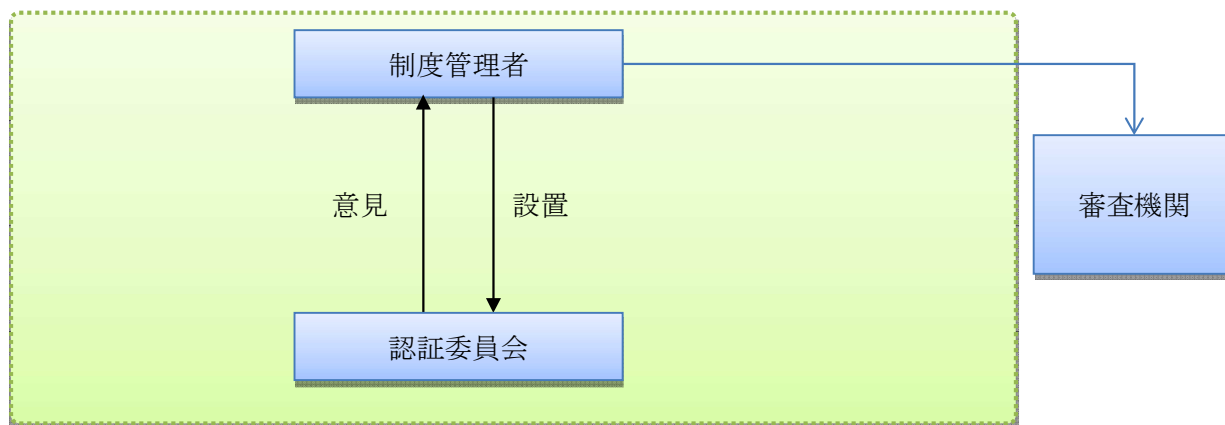 制度管理者
意見
設置
審査機関
認証委員会